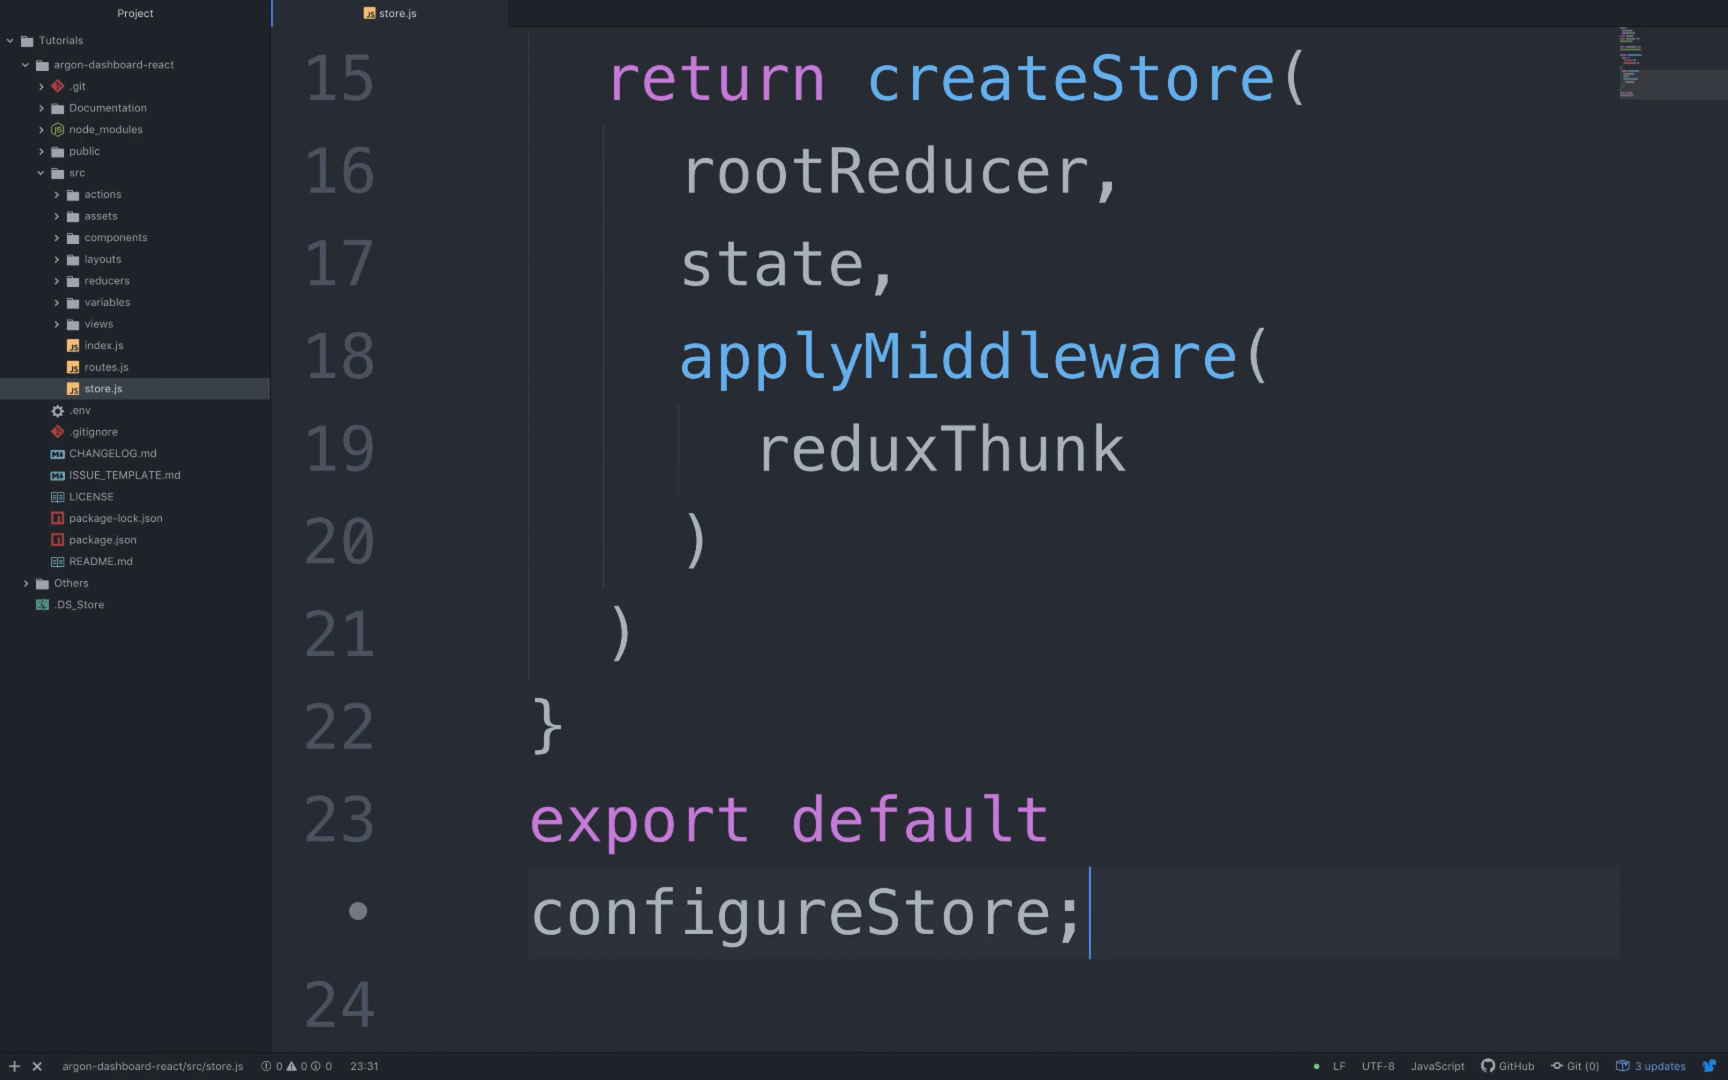 Project
store.js
Tutorials
argon-dashboard-react
.git
Documentation
node_modules
public
src
actions
assets
components
layouts
reducers
variables
views
index.js
routes.js
store.js
.env
.gitignore
CHANGELOG.md
ISSUE_TEMPLATE.md
LICENSE
package-lock.json
package.json
README.md
Others
.DS_Store
15 return createStore(
16 rootReducer,
17 state,
18 applyMiddleware(
19 reduxThunk
20 )
21 )
22 }
23 export default
configureStore;
24
argon-dashboard-react/src/store.js 0 0 0 23:31 LF UTF-8 JavaScript GitHub Git (0) 3 updates